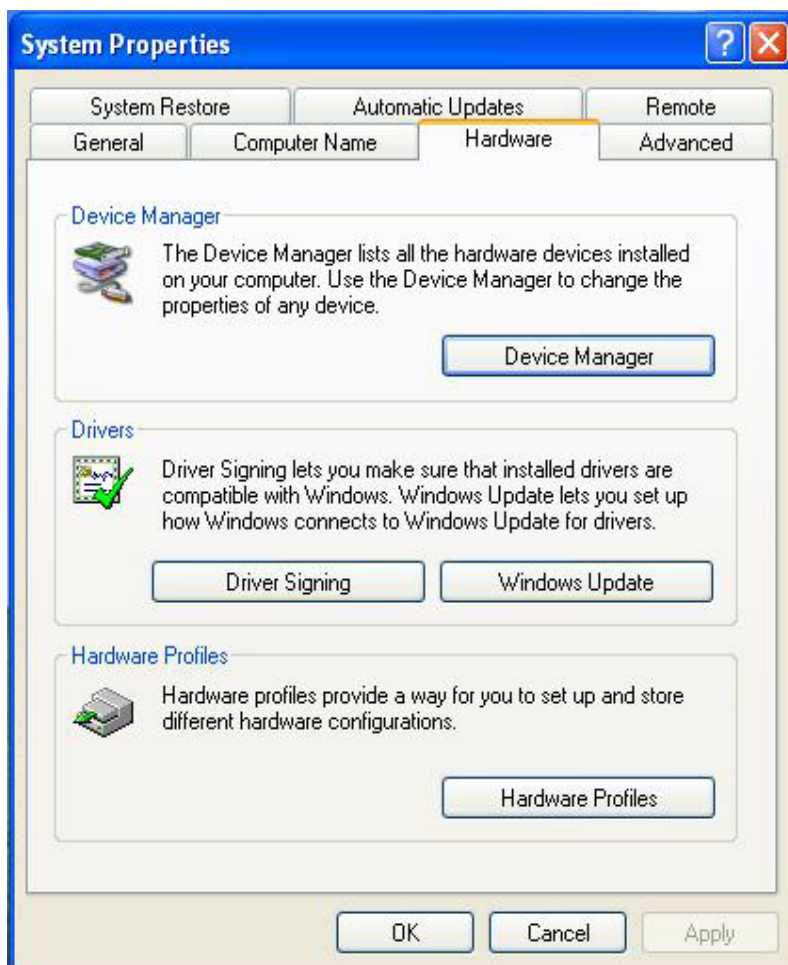 System Properties
System Restore Automatic Updates Remote
General Computer Name Hardware Advanced
Device Manager
The Device Manager lists all the hardware devices installed
on your computer. Use the Device Manager to change the
properties of any device.
Device Manager
Drivers
Driver Signing lets you make sure that installed drivers are
compatible with Windows. Windows Update lets you set up
how Windows connects to Windows Update for drivers.
Driver Signing Windows Update
Hardware Profiles
Hardware profiles provide a way for you to set up and store
different hardware configurations.
Hardware Profiles
OK Cancel Apply